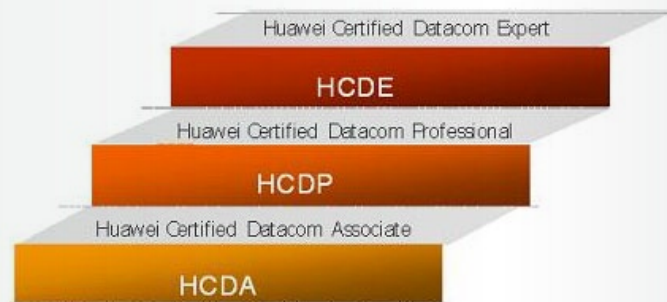 Huawei Certified Datacom Expert
HCDE
Huawei Certified Datacom Professional
HCDP
Huawei Certified Datacom Associate
HCDA